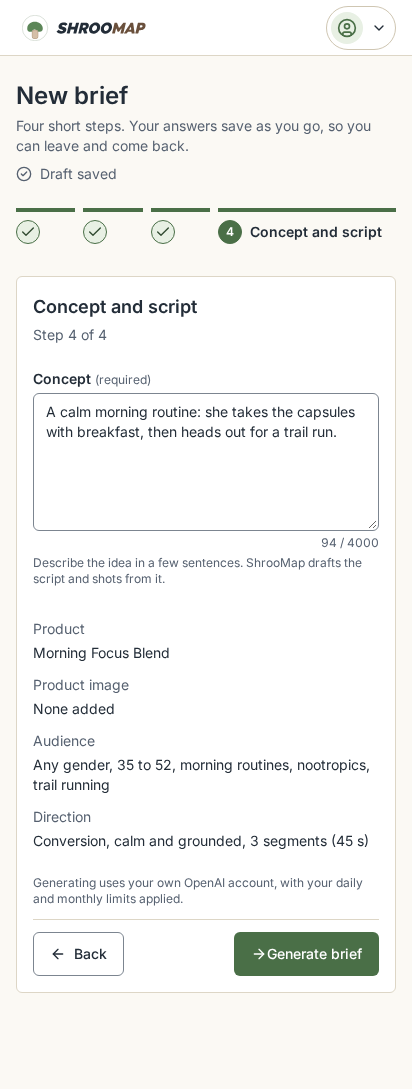 SHROOMAP
New brief
Four short steps. Your answers save as you go, so you
can leave and come back.
Draft saved
4 Concept and script
Concept and script
Step 4 of 4
Concept (required)
A calm morning routine: she takes the capsules
with breakfast, then heads out for a trail run.
94 / 4000
Describe the idea in a few sentences. ShrooMap drafts the
script and shots from it.
Product
Morning Focus Blend
Product image
None added
Audience
Any gender, 35 to 52, morning routines, nootropics,
trail running
Direction
Conversion, calm and grounded, 3 segments (45 s)
Generating uses your own OpenAI account, with your daily
and monthly limits applied.
Back
Generate brief